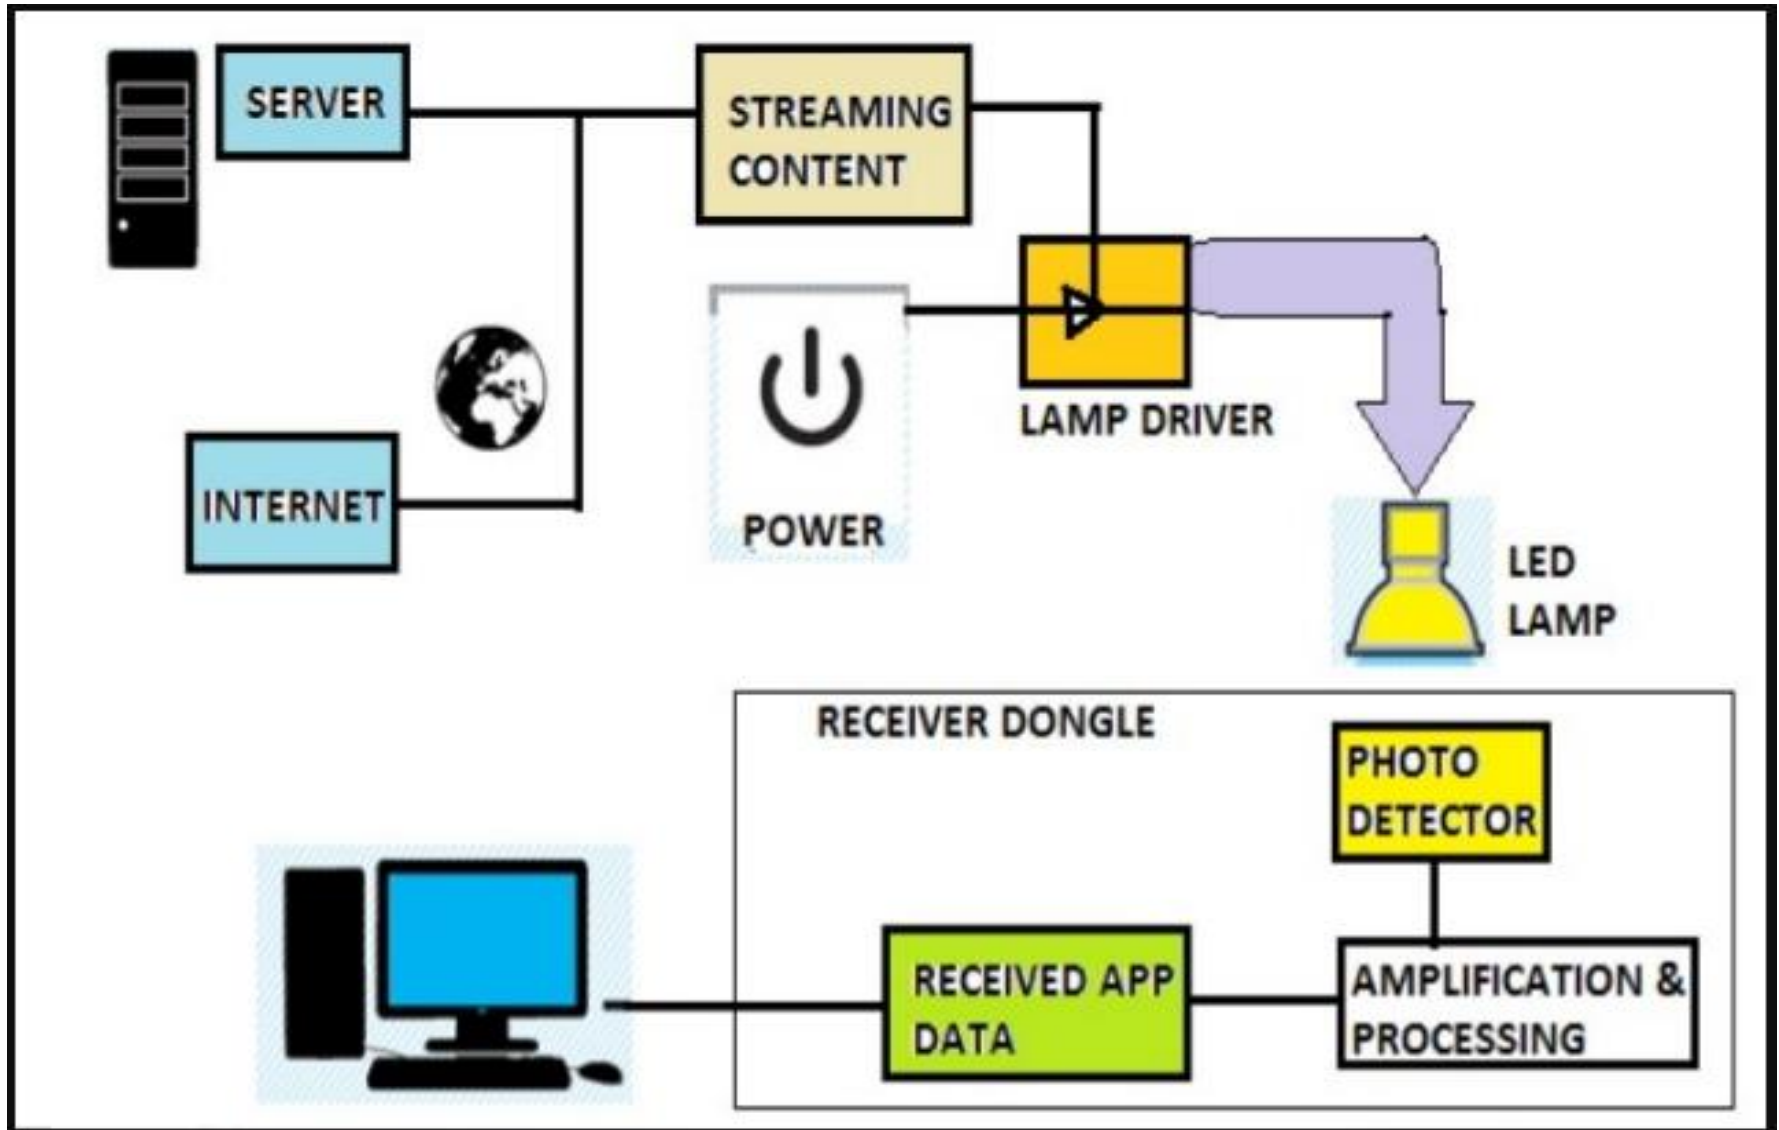 SERVER
STREAMING
CONTENT
LAMP DRIVER
INTERNET
POWER
LED
LAMP
RECEIVER DONGLE
PHOTO
DETECTOR
RECEIVED APP
DATA
AMPLIFICATION &
PROCESSING